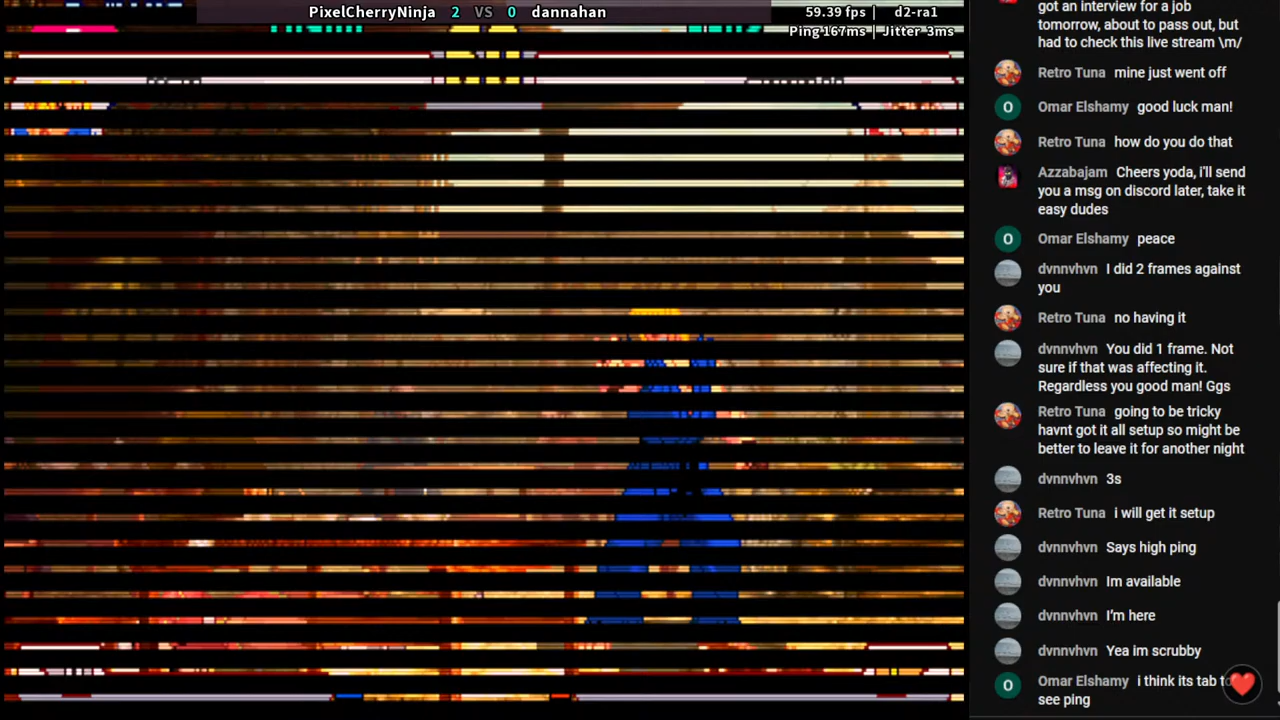 PixelCherryNinja 2 VS 0 dannahan
59.39 fps | d2-ra1
Ping 167ms | Jitter 3ms
got an interview for a job
tomorrow, about to pass out, but
had to check this live stream \m/
Retro Tuna mine just went off
O Omar Elshamy good luck man!
Retro Tuna how do you do that
Azzabajam Cheers yoda, i'll send
you a msg on discord later, take it
easy dudes
O Omar Elshamy peace
dvnnvhvn I did 2 frames against
you
Retro Tuna no having it
dvnnvhvn You did 1 frame. Not
sure if that was affecting it.
Regardless you good man! Ggs
Retro Tuna going to be tricky
havnt got it all setup so might be
better to leave it for another night
dvnnvhvn 3s
Retro Tuna i will get it setup
dvnnvhvn Says high ping
dvnnvhvn Im available
dvnnvhvn I'm here
dvnnvhvn Yea im scrubby
O Omar Elshamy i think its tab
see ping